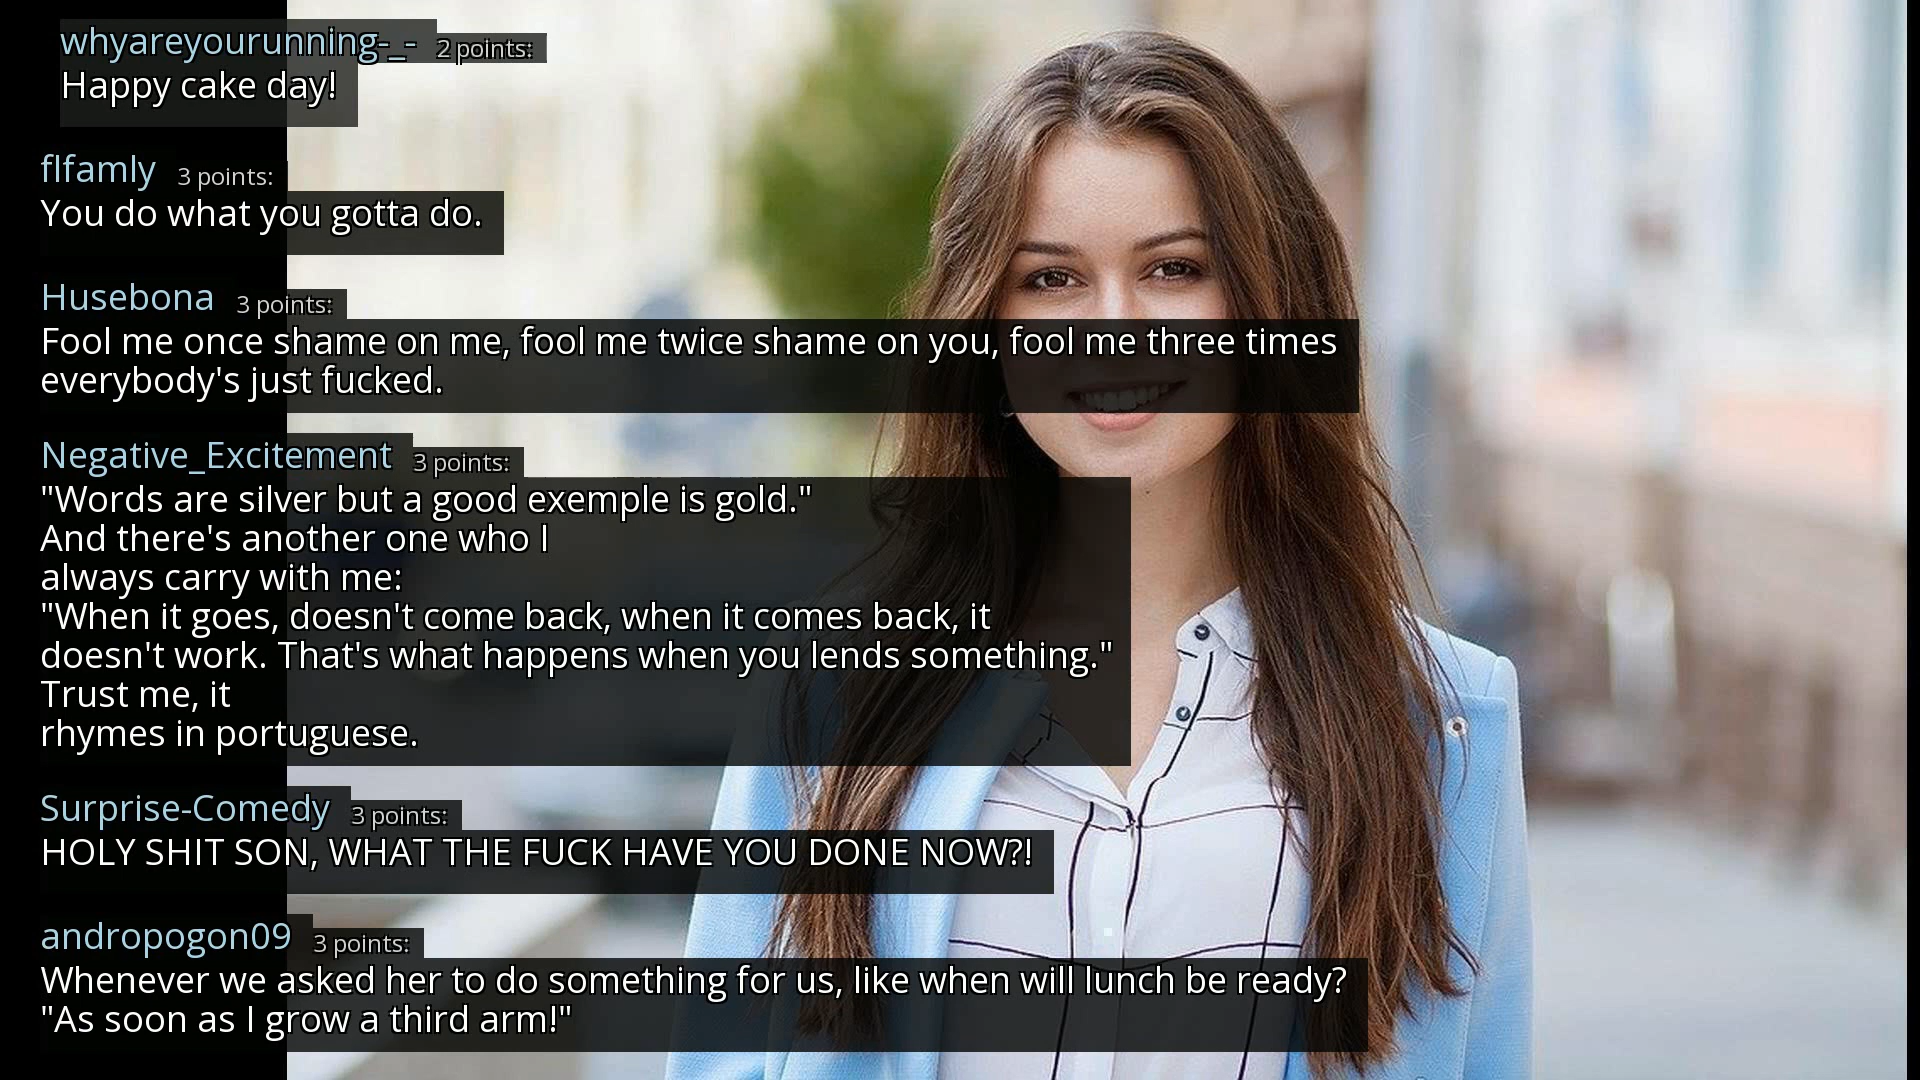 whyareyourunning-_- 2 points:
Happy cake day!
flfamly 3 points:
You do what you gotta do.
Husebona 3 points:
Fool me once shame on me, fool me twice shame on you, fool me three times
everybody's just fucked.
Negative_Excitement 3 points:
"Words are silver but a good exemple is gold."
And there's another one who I
always carry with me:
"When it goes, doesn't come back, when it comes back, it
doesn't work. That's what happens when you lends something."
Trust me, it
rhymes in portuguese.
Surprise-Comedy 3 points:
HOLY SHIT SON, WHAT THE FUCK HAVE YOU DONE NOW?!
andropogon09 3 points:
Whenever we asked her to do something for us, like when will lunch be ready?
"As soon as I grow a third arm!"